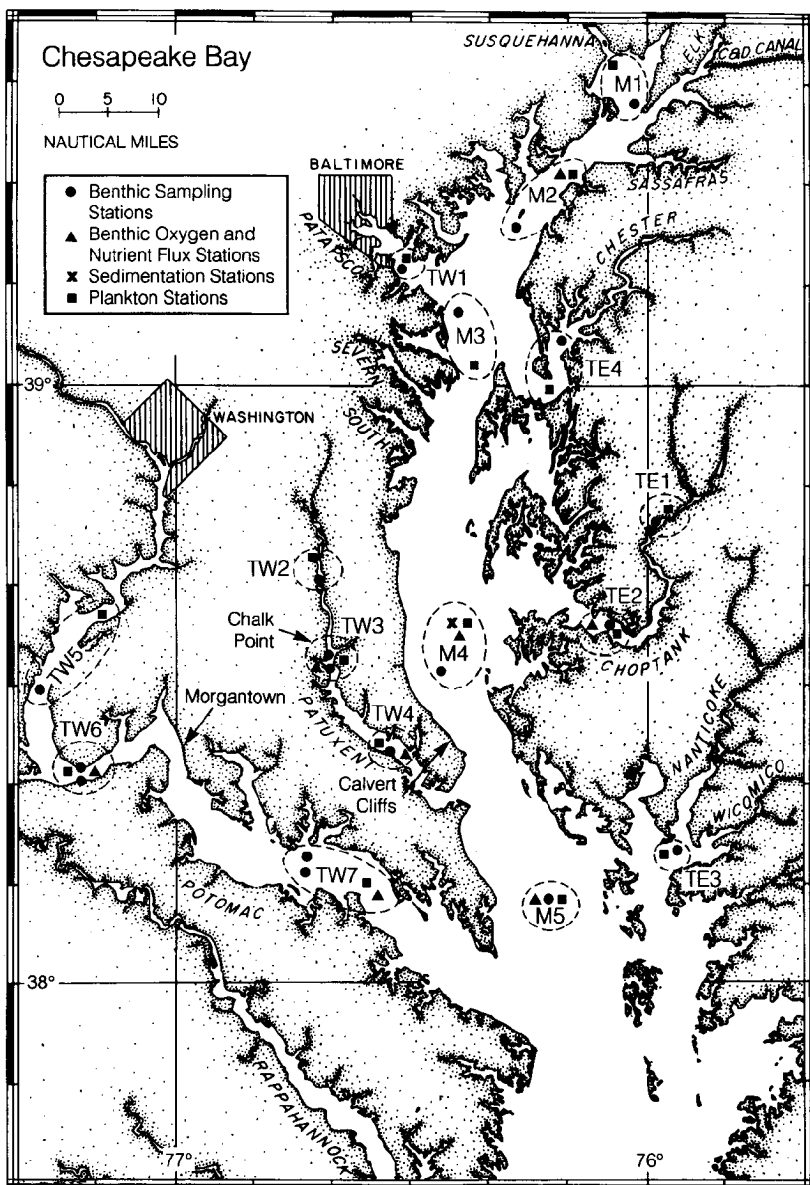 Chesapeake Bay
0 5 10
NAUTICAL MILES
Benthic Sampling
Stations
Benthic Oxygen and
Nutrient Flux Stations
Sedimentation Stations
Plankton Stations
SUSQUEHANNA
ELK
C&D CANAL
M1
BALTIMORE
M2
SASSAFRAS
PATAPSCO
TW1
CHESTER
M3
SEVERN
TE4
39°
WASHINGTON
SOUTH
TE1
TW2
Chalk
Point
TW3
TE2
M4
CHOPTANK
TW5
Morgantown
TW6
PATUXENT
TW4
NANTICOKE
Calvert
Cliffs
WICOMICO
TE3
TW7
POTOMAC
M5
38°
RAPPAHANNOCK
77°
76°